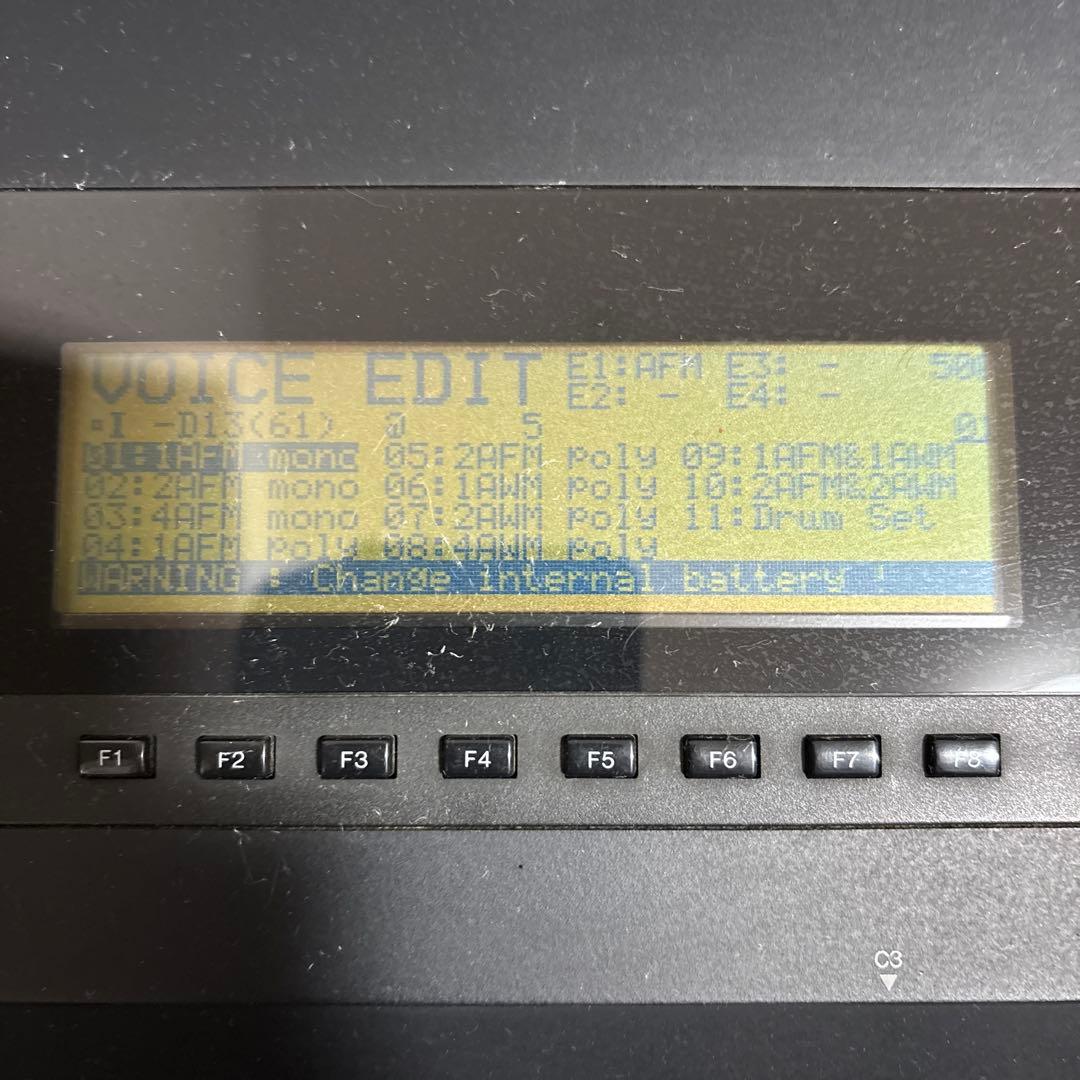 VOICE EDIT E1:AFM E3: -
E2: - E4: -
I -D13(61) 5
01:1AFM mono 05:2AFM poly 09:1AFM&1AWM
02:2AFM mono 06:1AWM poly 10:2AFM&2AWM
03:4AFM mono 07:2AWM poly 11:Drum Set
04:1AFM poly 08:4AWM poly
WARNING : Change internal battery !
F1 F2 F3 F4 F5 F6 F7 F8
C3